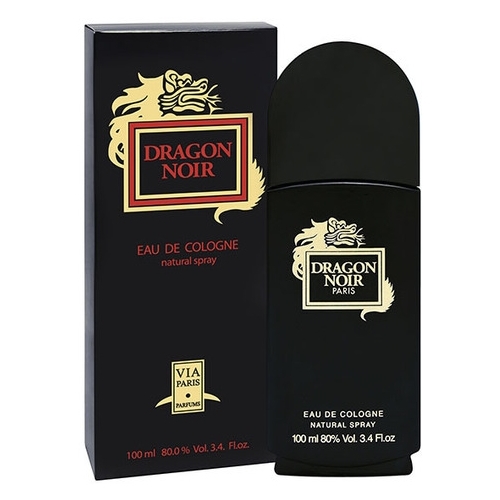 DRAGON
NOIR
EAU DE COLOGNE
natural spray
VIA
PARIS
PARFUMS
100 ml 80.0% Vol. 3.4. Fl.oz.
DRAGON
NOIR
PARIS
EAU DE COLOGNE
NATURAL SPRAY
100 ml 80% Vol. 3.4 Fl.oz.